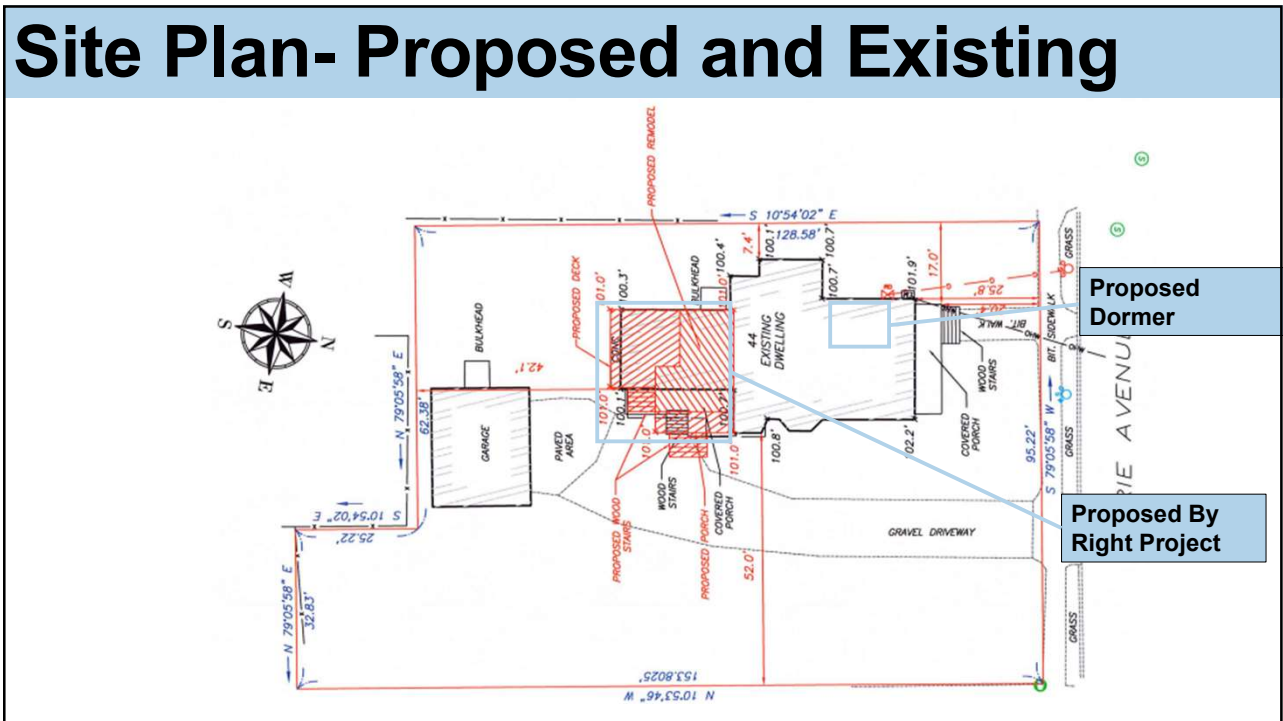 Site Plan- Proposed and Existing
PROPOSED REMODEL
S 10°54'02" E
128.58'
7.4'
100.1'
100.7'
100.4'
100.7'
101.9'
17.0'
GRASS
S
S
PROPOSED DECK
100.3'
101.0'
25.8'
BIT. WALK
BIT. SIDEWALK
Proposed
Dormer
W
S
N
E
BULKHEAD
42.1'
44
EXISTING
DWELLING
WOOD
STAIRS
N 79°05'58" E
62.38'
101.0'
100.1'
GARAGE
PAVED
AREA
101.0'
101.0'
100.8'
102.2'
COVERED
PORCH
S 79°05'58" W
95.22'
GRASS
WOOD
STAIRS
COVERED
PORCH
S 10°54'02" E
25.22'
PROPOSED WOOD
STAIRS
PROPOSED PORCH
52.0'
GRAVEL DRIVEWAY
Proposed By
Right Project
N 79°05'58" E
32.83'
GRASS
153.8025'
N 10°53'46" W